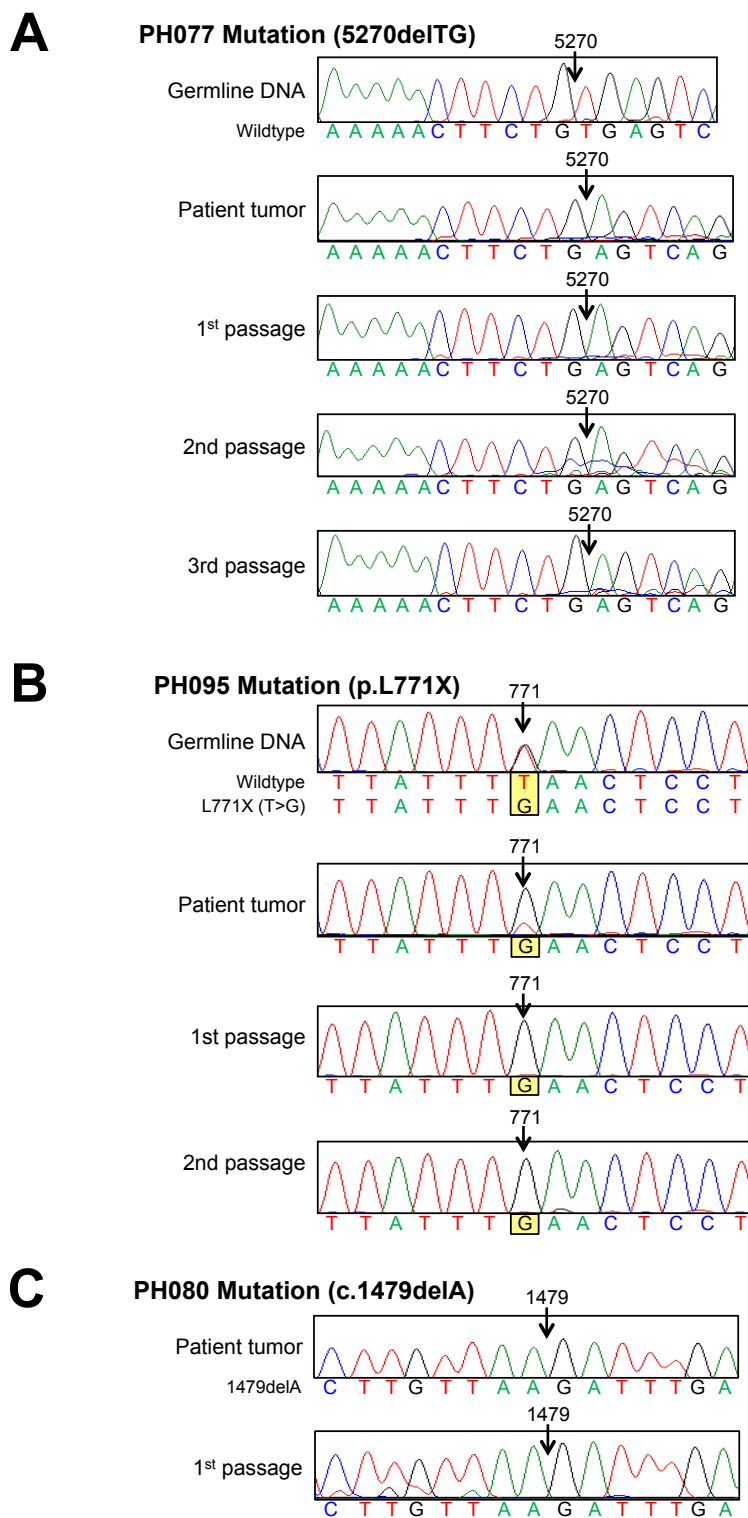 A
PH077 Mutation (5270delTG)
5270
Germline DNA
Wildtype
A A A A A C T T C T G T G A G T C
5270
Patient tumor
A A A A A C T T C T G A G T C A G
5270
1st passage
A A A A A C T T C T G A G T C A G
5270
2nd passage
A A A A A C T T C T G A G T C A G
5270
3rd passage
A A A A A C T T C T G A G T C A G
B
PH095 Mutation (p.L771X)
771
Germline DNA
Wildtype
T T A T T T T A A C T C C T
L771X (T>G)
T T A T T T G A A C T C C T
771
Patient tumor
T T A T T T G A A C T C C T
771
1st passage
T T A T T T G A A C T C C T
771
2nd passage
T T A T T T G A A C T C C T
C
PH080 Mutation (c.1479delA)
1479
Patient tumor
1479delA
C T T G T T A A G A T T T G A
1479
1st passage
C T T G T T A A G A T T T G A